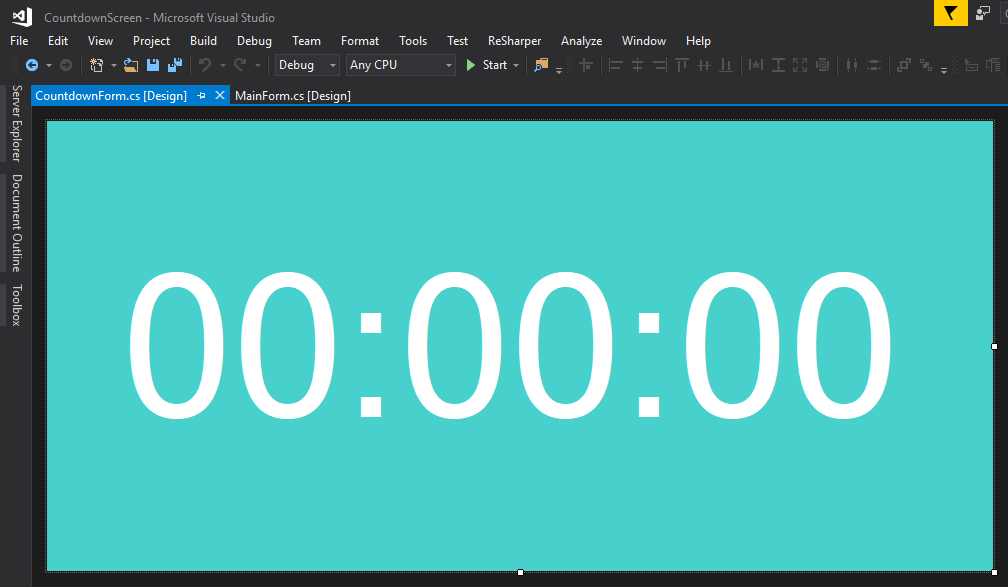 CountdownScreen - Microsoft Visual Studio
File Edit View Project Build Debug Team Format Tools Test ReSharper Analyze Window Help
Debug Any CPU Start
CountdownForm.cs [Design] MainForm.cs [Design]
Server Explorer
Document Outline
Toolbox
00:00:00